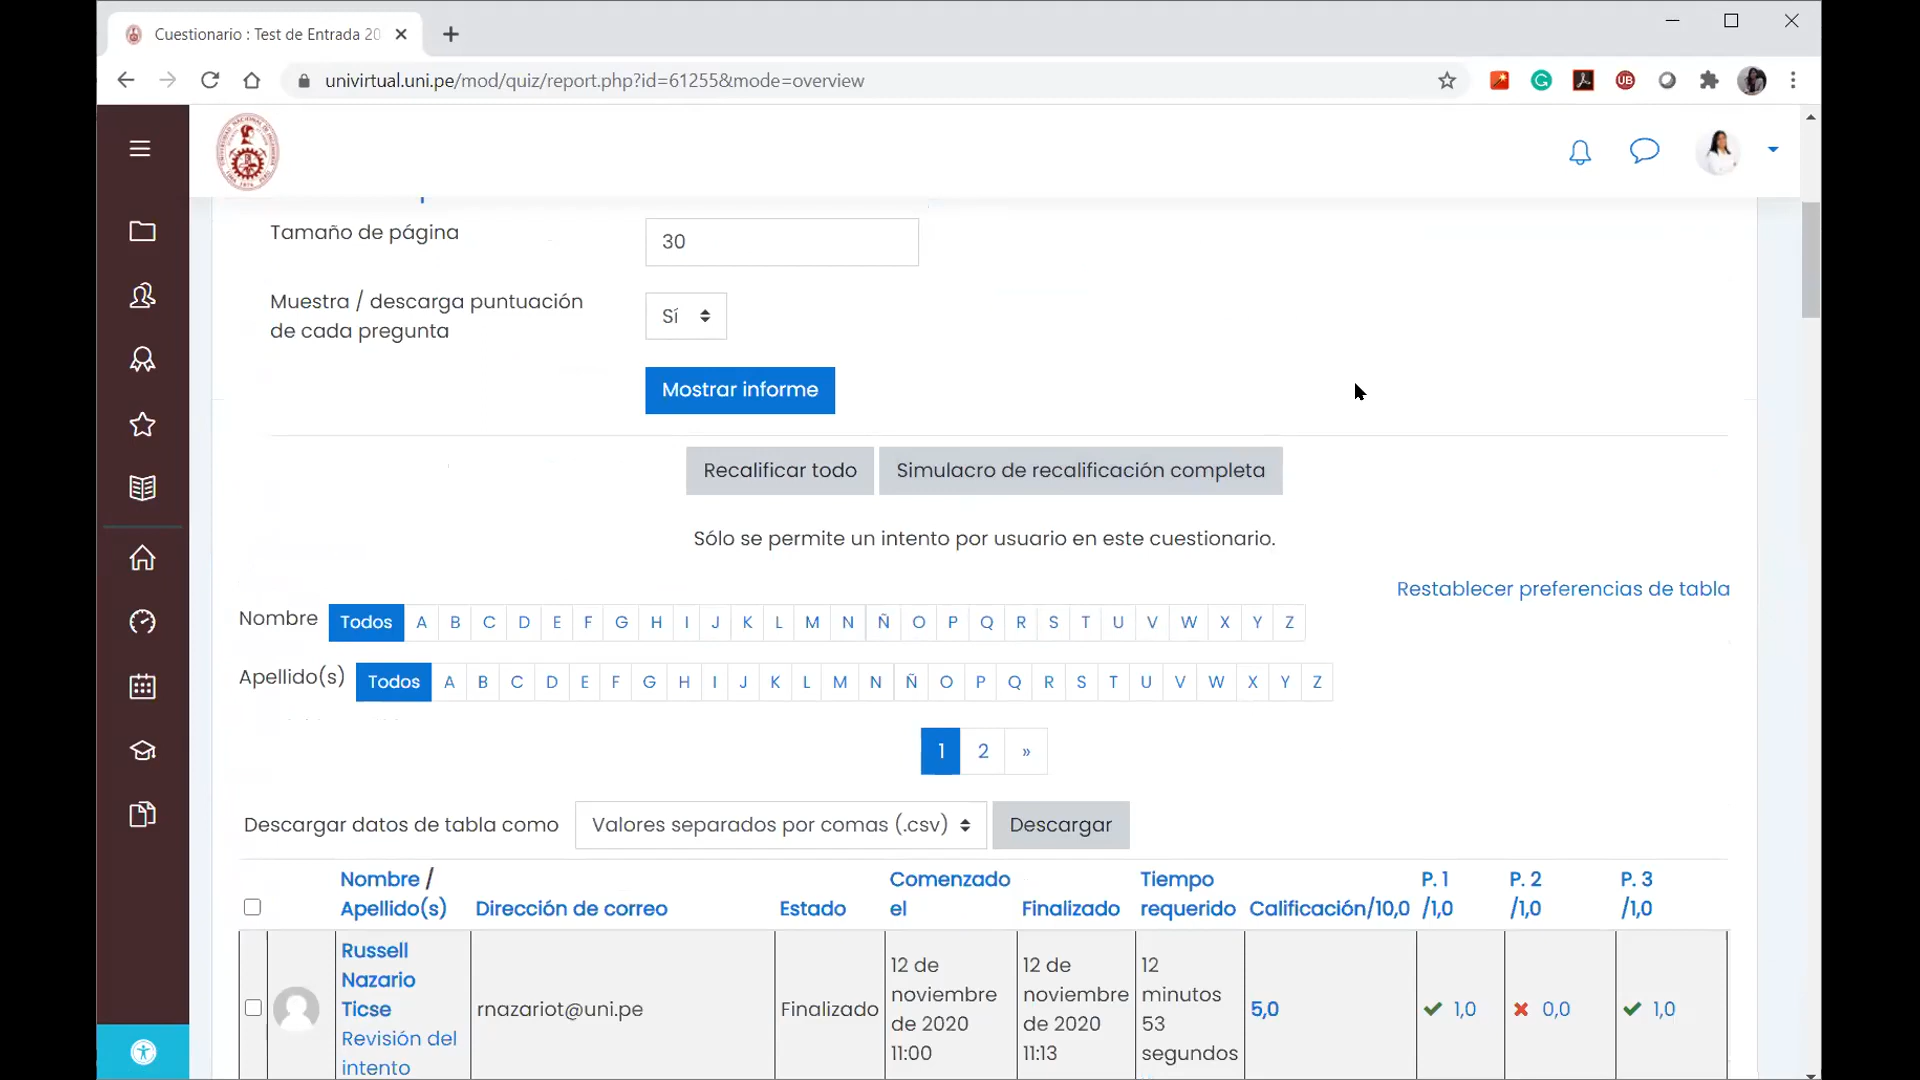 Cuestionario : Test de Entrada 20
univirtual.uni.pe/mod/quiz/report.php?id=61255&mode=overview
Tamaño de página
30
Muestra / descarga puntuación
de cada pregunta
Sí
Mostrar informe
Recalificar todo
Simulacro de recalificación completa
Sólo se permite un intento por usuario en este cuestionario.
Restablecer preferencias de tabla
Nombre Todos A B C D E F G H I J K L M N Ñ O P Q R S T U V W X Y Z
Apellido(s) Todos A B C D E F G H I J K L M N Ñ O P Q R S T U V W X Y Z
1 2 »
Descargar datos de tabla como Valores separados por comas (.csv) Descargar
Nombre /
Apellido(s)
Dirección de correo
Estado
Comenzado
el
Finalizado
Tiempo
requerido
Calificación/10,0
P. 1
/1,0
P. 2
/1,0
P. 3
/1,0
Russell
Nazario
Ticse
Revisión del
intento
rnazariot@uni.pe
Finalizado
12 de
noviembre
de 2020
11:00
12 de
noviembre
de 2020
11:13
12
minutos
53
segundos
5,0
1,0
0,0
1,0